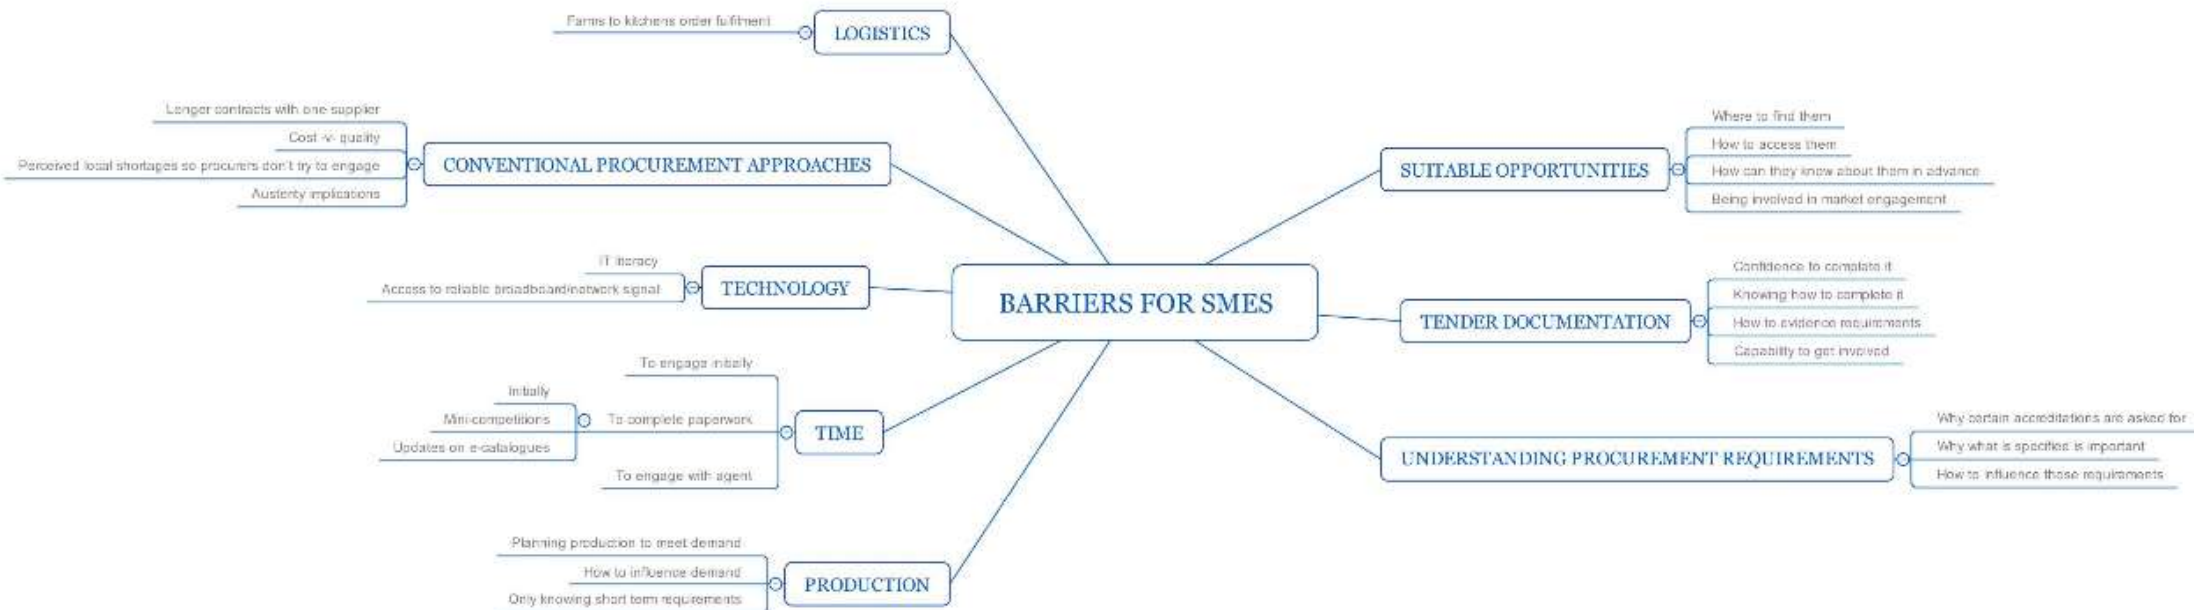 Farms to kitchens order fulfilment
LOGISTICS
Longer contracts with one supplier
Cost -v- quality
Perceived local shortages so procurers don't try to engage
Austerity implications
CONVENTIONAL PROCUREMENT APPROACHES
IT literacy
Access to reliable broadboard/network signal
TECHNOLOGY
To engage initially
Initially
Mini-competitions
Updates on e-catalogues
To complete paperwork
To engage with agent
TIME
Planning production to meet demand
How to influence demand
Only knowing short term requirements
PRODUCTION
BARRIERS FOR SMES
SUITABLE OPPORTUNITIES
Where to find them
How to access them
How can they know about them in advance
Being involved in market engagement
TENDER DOCUMENTATION
Confidence to complete it
Knowing how to complete it
How to evidence requirements
Capability to get involved
UNDERSTANDING PROCUREMENT REQUIREMENTS
Why certain accreditations are asked for
Why what is specified is important
How to influence those requirements